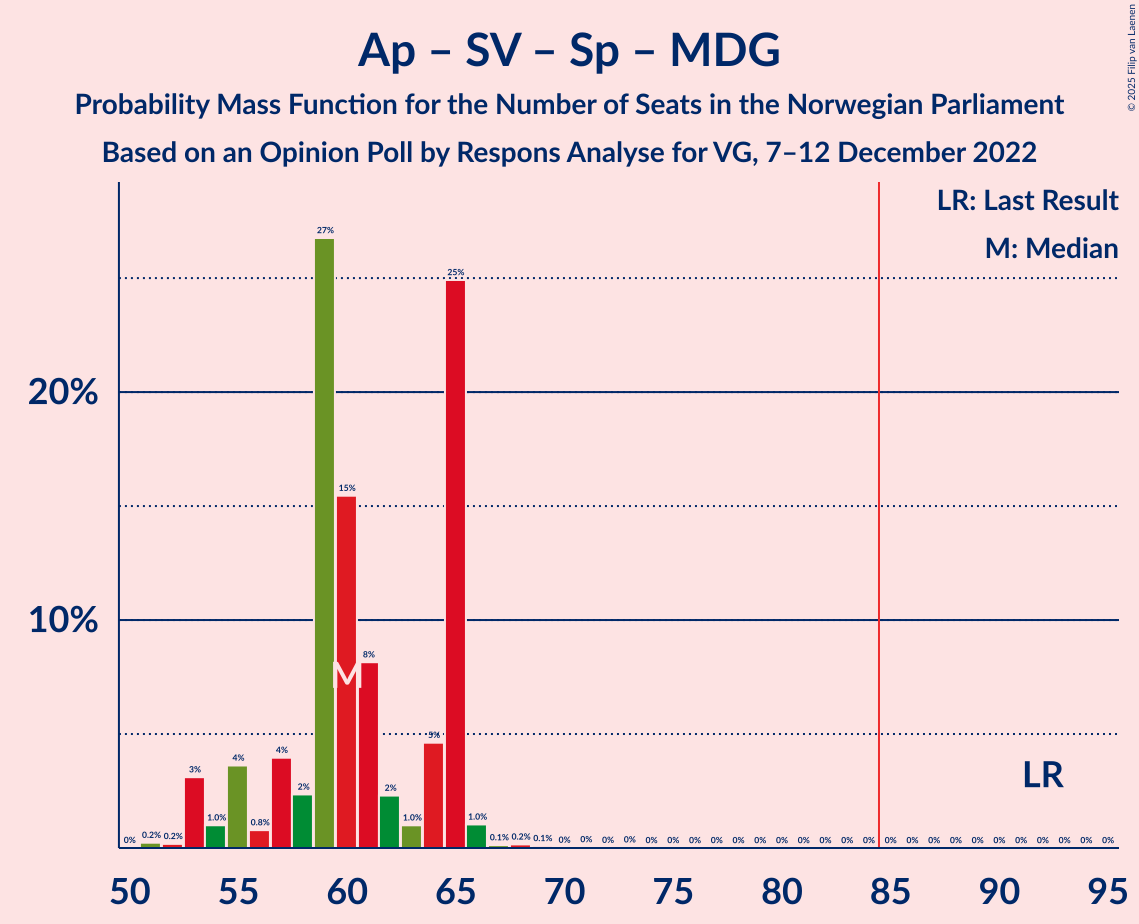 Ap – SV – Sp – MDG
Probability Mass Function for the Number of Seats in the Norwegian Parliament
Based on an Opinion Poll by Respons Analyse for VG, 7–12 December 2022
© 2025 Filip van Laenen
LR: Last Result
M: Median
27%
25%
20%
15%
10%
8%
M
5%
4%
4%
3%
2%
2%
LR
0%
0.2%
0.2%
1.0%
0.8%
1.0%
1.0%
0.1%
0.2%
0.1%
0% 0% 0% 0% 0% 0% 0% 0% 0% 0% 0% 0% 0% 0% 0% 0% 0% 0% 0% 0% 0% 0% 0% 0% 0% 0%
50 55 60 65 70 75 80 85 90 95